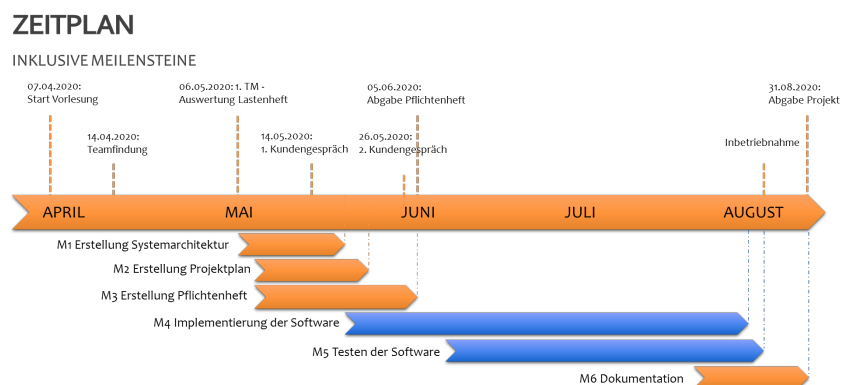 ZEITPLAN
INKLUSIVE MEILENSTEINE
07.04.2020:
Start Vorlesung
06.05.2020: 1. TM -
Auswertung Lastenheft
05.06.2020:
Abgabe Pflichtenheft
31.08.2020:
Abgabe Projekt
14.04.2020:
Teamfindung
14.05.2020:
1. Kundengespräch
26.05.2020:
2. Kundengespräch
Inbetriebnahme
APRIL MAI JUNI JULI AUGUST
M1 Erstellung Systemarchitektur
M2 Erstellung Projektplan
M3 Erstellung Pflichtenheft
M4 Implementierung der Software
M5 Testen der Software
M6 Dokumentation